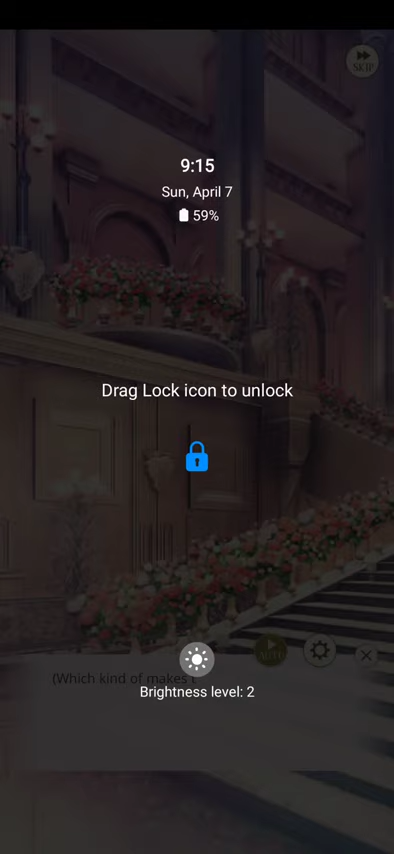 SKIP
9:15
Sun, April 7
59%
Drag Lock icon to unlock
AUTO
(Which kind of makes
Brightness level: 2